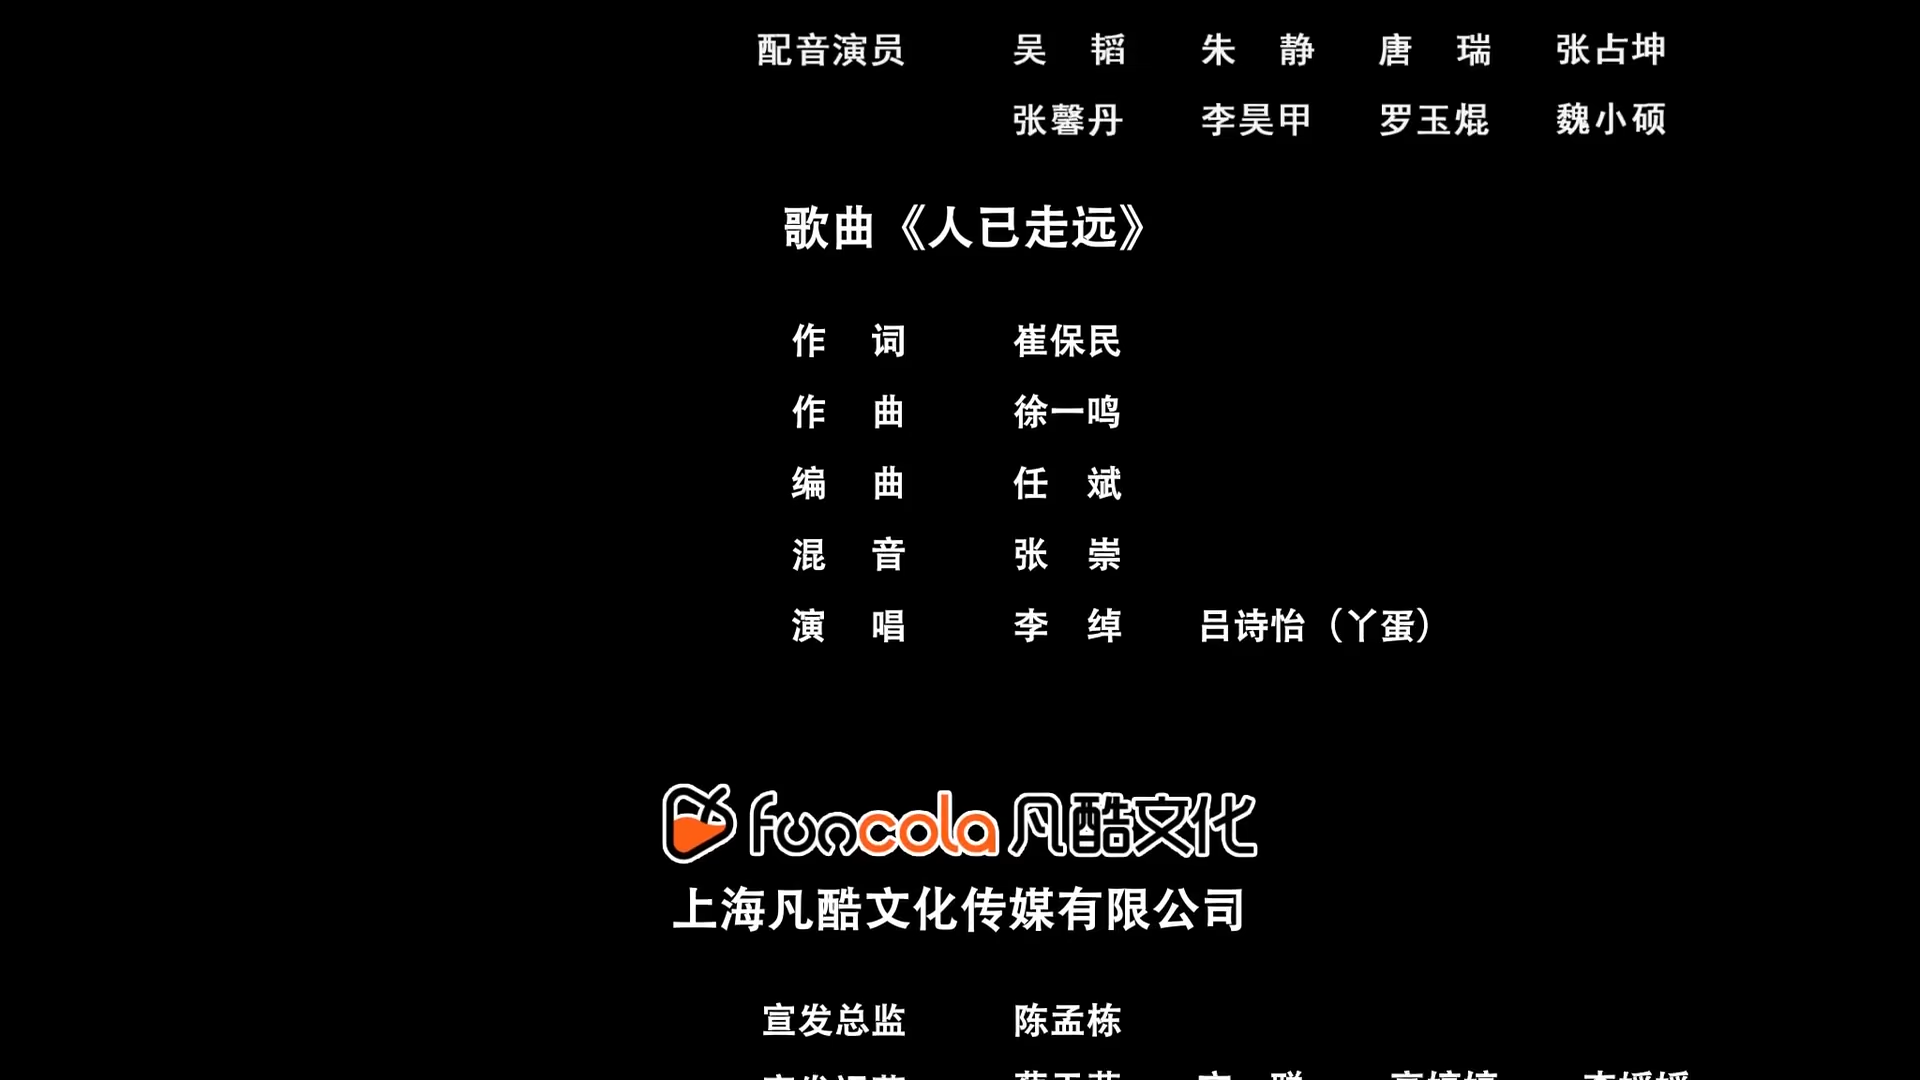 配音演员 吴韬 朱静 唐瑞 张占坤
张馨丹 李昊甲 罗玉焜 魏小硕
歌曲《人已走远》
作词 崔保民
作曲 徐一鸣
编曲 任斌
混音 张崇
演唱 李绰 吕诗怡（丫蛋）
funcola 凡酷文化
上海凡酷文化传媒有限公司
宣发总监 陈孟栋